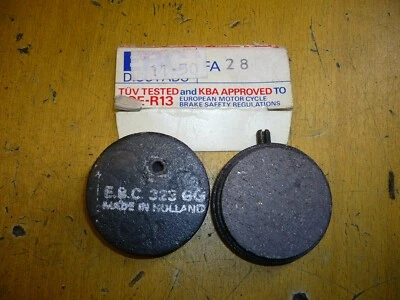 FA 28
TÜV TESTED and KBA APPROVED TO
ECE-R13 EUROPEAN MOTOR CYCLE
BRAKE SAFETY REGULATIONS
E.B.C. 323 GG
MADE IN HOLLAND